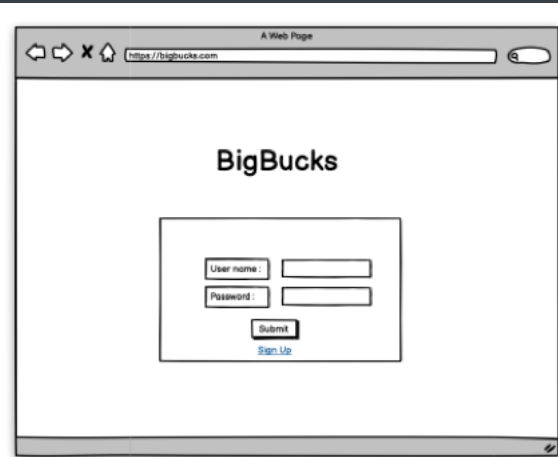 A Web Page
https://bigbucks.com
BigBucks
User name :
Password :
Submit
Sign Up